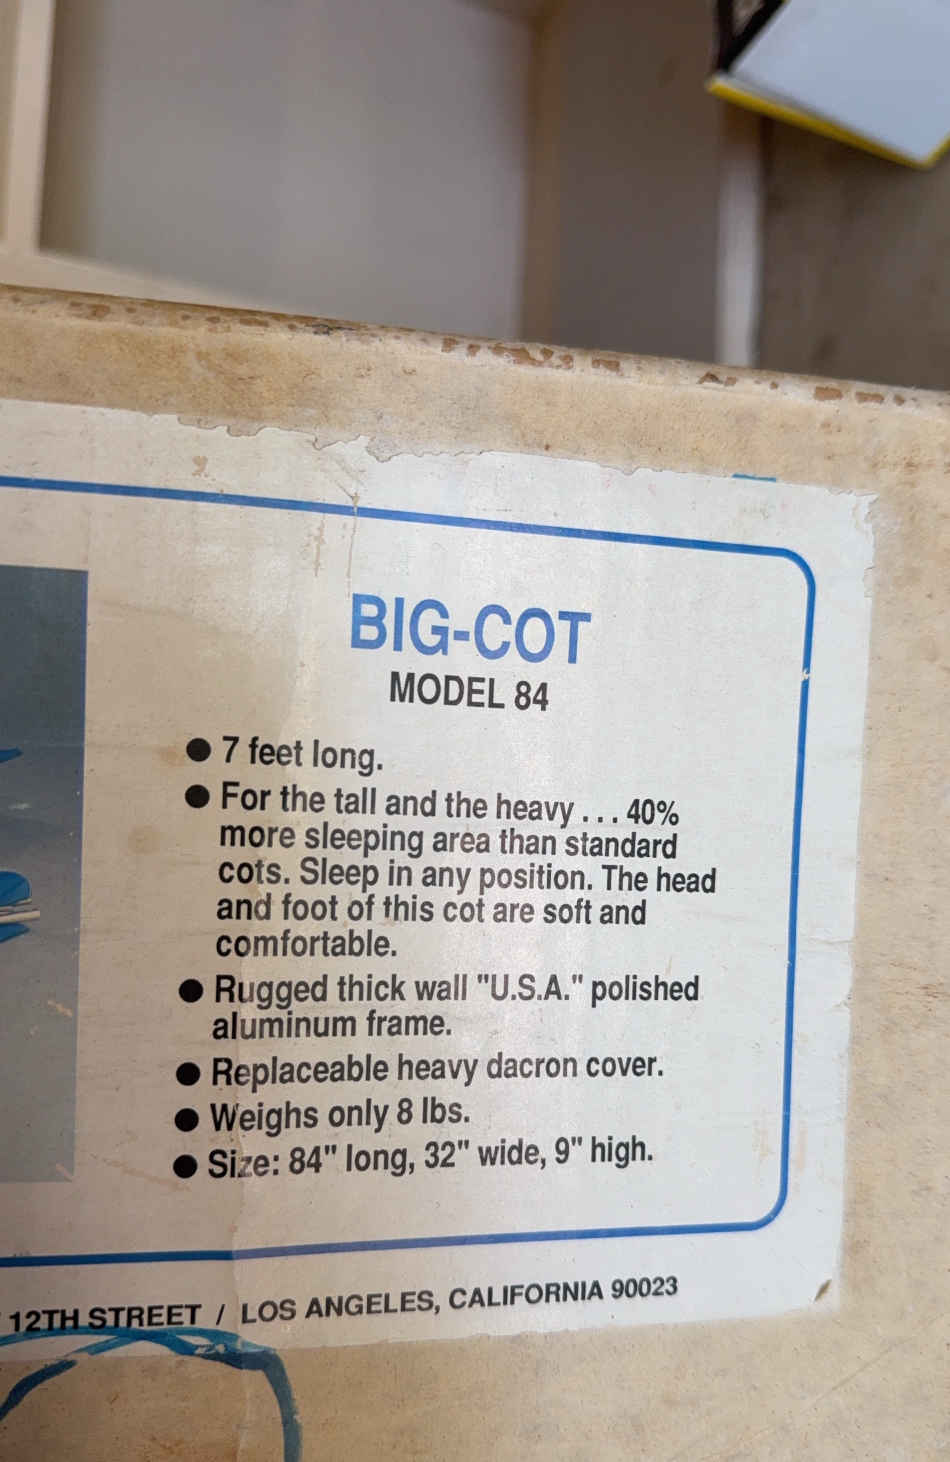 BIG-COT
MODEL 84
● 7 feet long.
● For the tall and the heavy . . . 40%
more sleeping area than standard
cots. Sleep in any position. The head
and foot of this cot are soft and
comfortable.
● Rugged thick wall "U.S.A." polished
aluminum frame.
● Replaceable heavy dacron cover.
● Weighs only 8 lbs.
● Size: 84" long, 32" wide, 9" high.
12TH STREET / LOS ANGELES, CALIFORNIA 90023